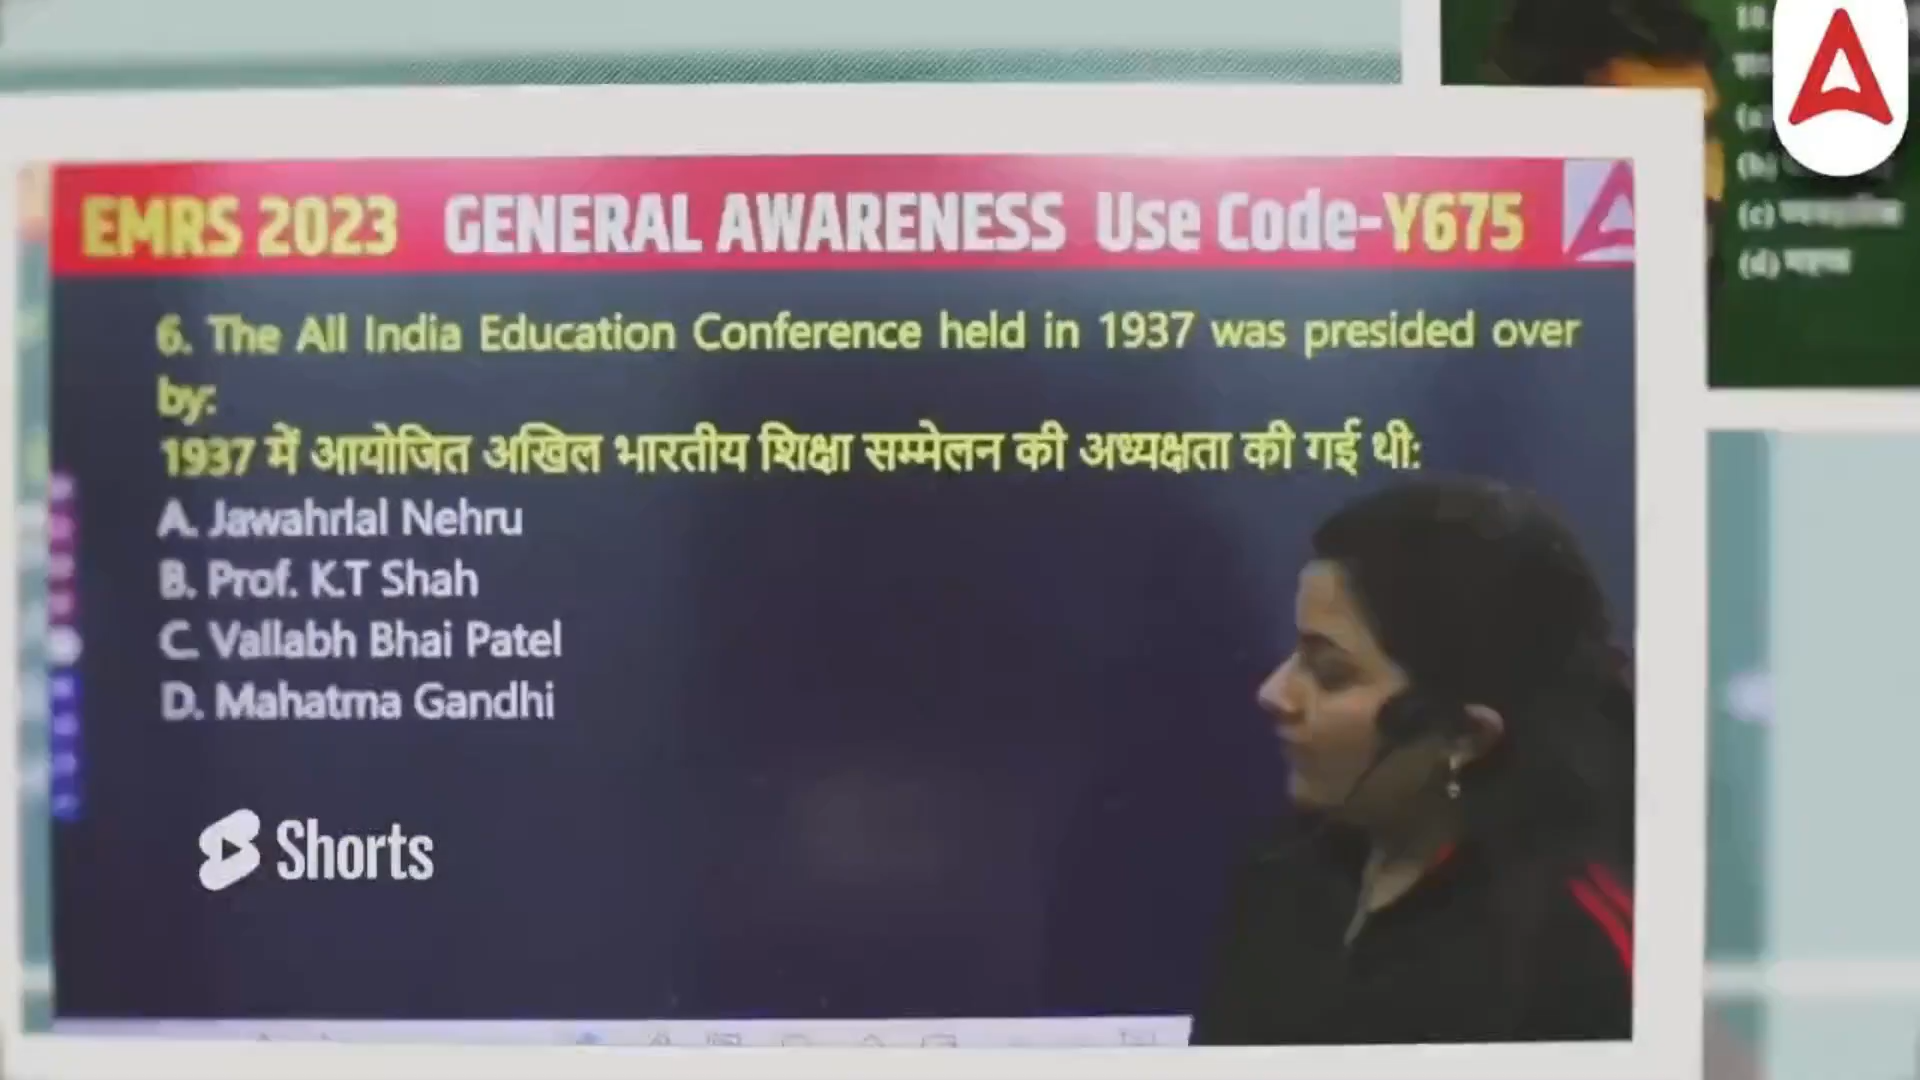 EMRS 2023 GENERAL AWARENESS Use Code-Y675
6. The All India Education Conference held in 1937 was presided over
by:
1937 में आयोजित अखिल भारतीय शिक्षा सम्मेलन की अध्यक्षता की गई थी:
A. Jawahrlal Nehru
B. Prof. K.T Shah
C. Vallabh Bhai Patel
D. Mahatma Gandhi
Shorts
(b)
(c)
(d)